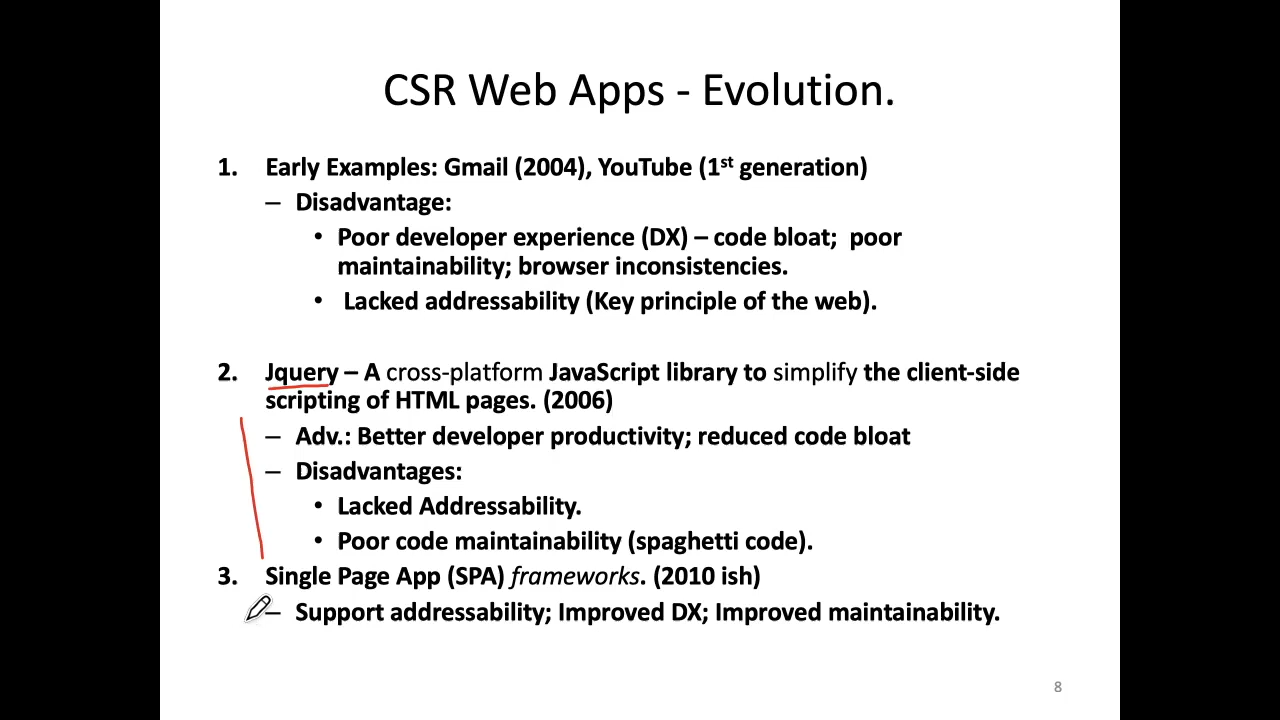 CSR Web Apps - Evolution.
1. Early Examples: Gmail (2004), YouTube (1st generation)
– Disadvantage:
• Poor developer experience (DX) – code bloat;  poor
maintainability; browser inconsistencies.
• Lacked addressability (Key principle of the web).
2. Jquery – A cross-platform JavaScript library to simplify the client-side
scripting of HTML pages. (2006)
– Adv.: Better developer productivity; reduced code bloat
– Disadvantages:
• Lacked Addressability.
• Poor code maintainability (spaghetti code).
3. Single Page App (SPA) frameworks. (2010 ish)
– Support addressability; Improved DX; Improved maintainability.
8